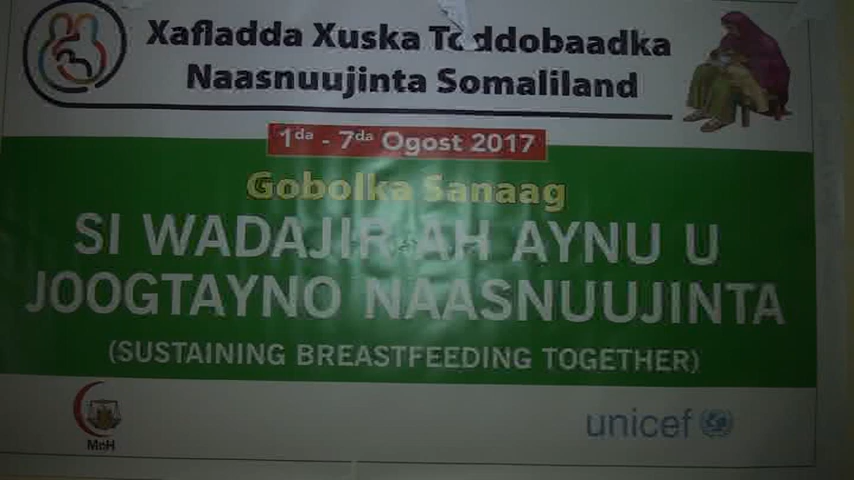 Xafladda Xuska Toddobaadka
Naasnuujinta Somaliland
1da - 7da Ogost 2017
Gobolka Sanaag
SI WADAJIR AH AYNU U
JOOGTAYNO NAASNUUJINTA
(SUSTAINING BREASTFEEDING TOGETHER)
MoH
unicef